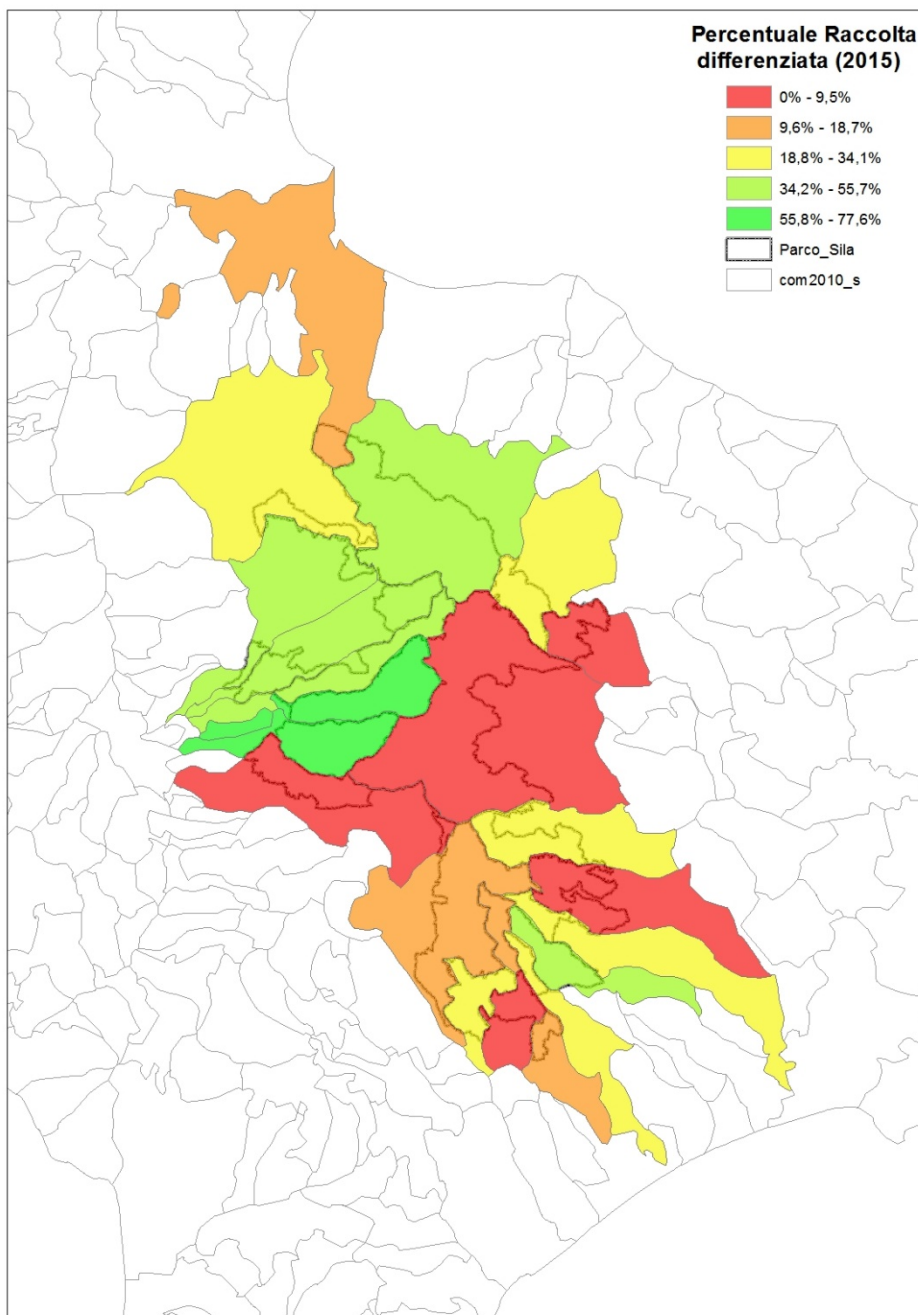 Percentuale Raccolta
differenziata (2015)
0% - 9,5%
9,6% - 18,7%
18,8% - 34,1%
34,2% - 55,7%
55,8% - 77,6%
Parco_Sila
com2010_s